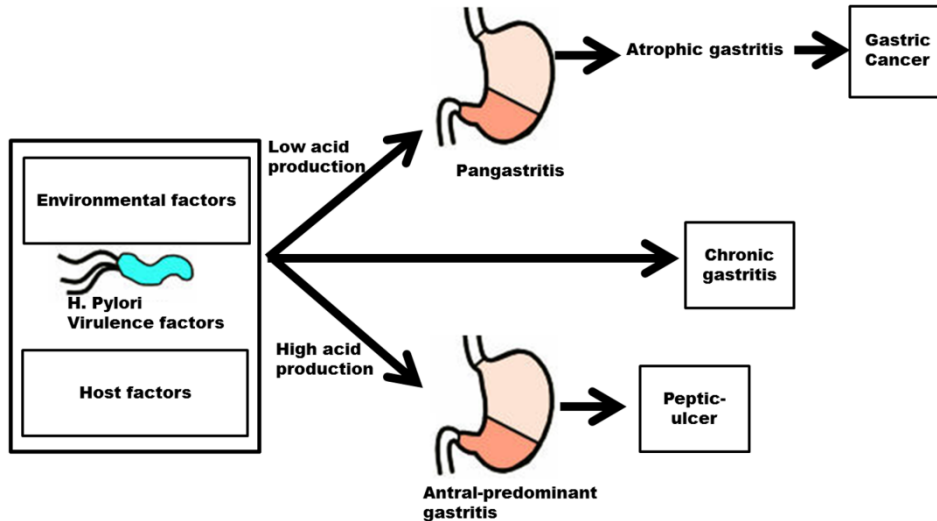 Environmental factors
H. Pylori
Virulence factors
Host factors
Low acid
production
High acid
production
Pangastritis
Atrophic gastritis
Gastric
Cancer
Chronic
gastritis
Antral-predominant
gastritis
Peptic-
ulcer